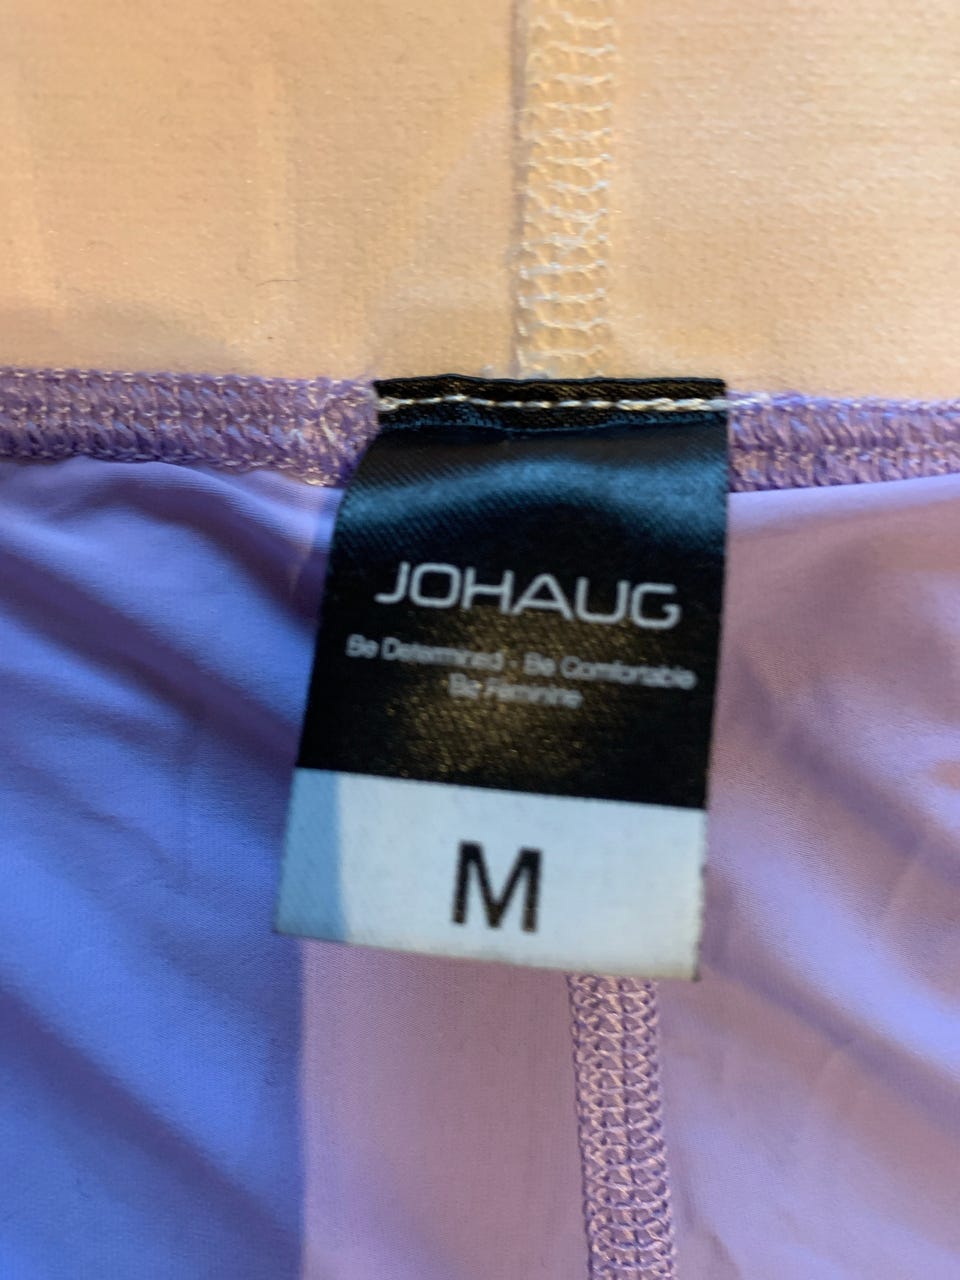 JOHAUG
Be Determined · Be Comfortable
Be Feminine
M